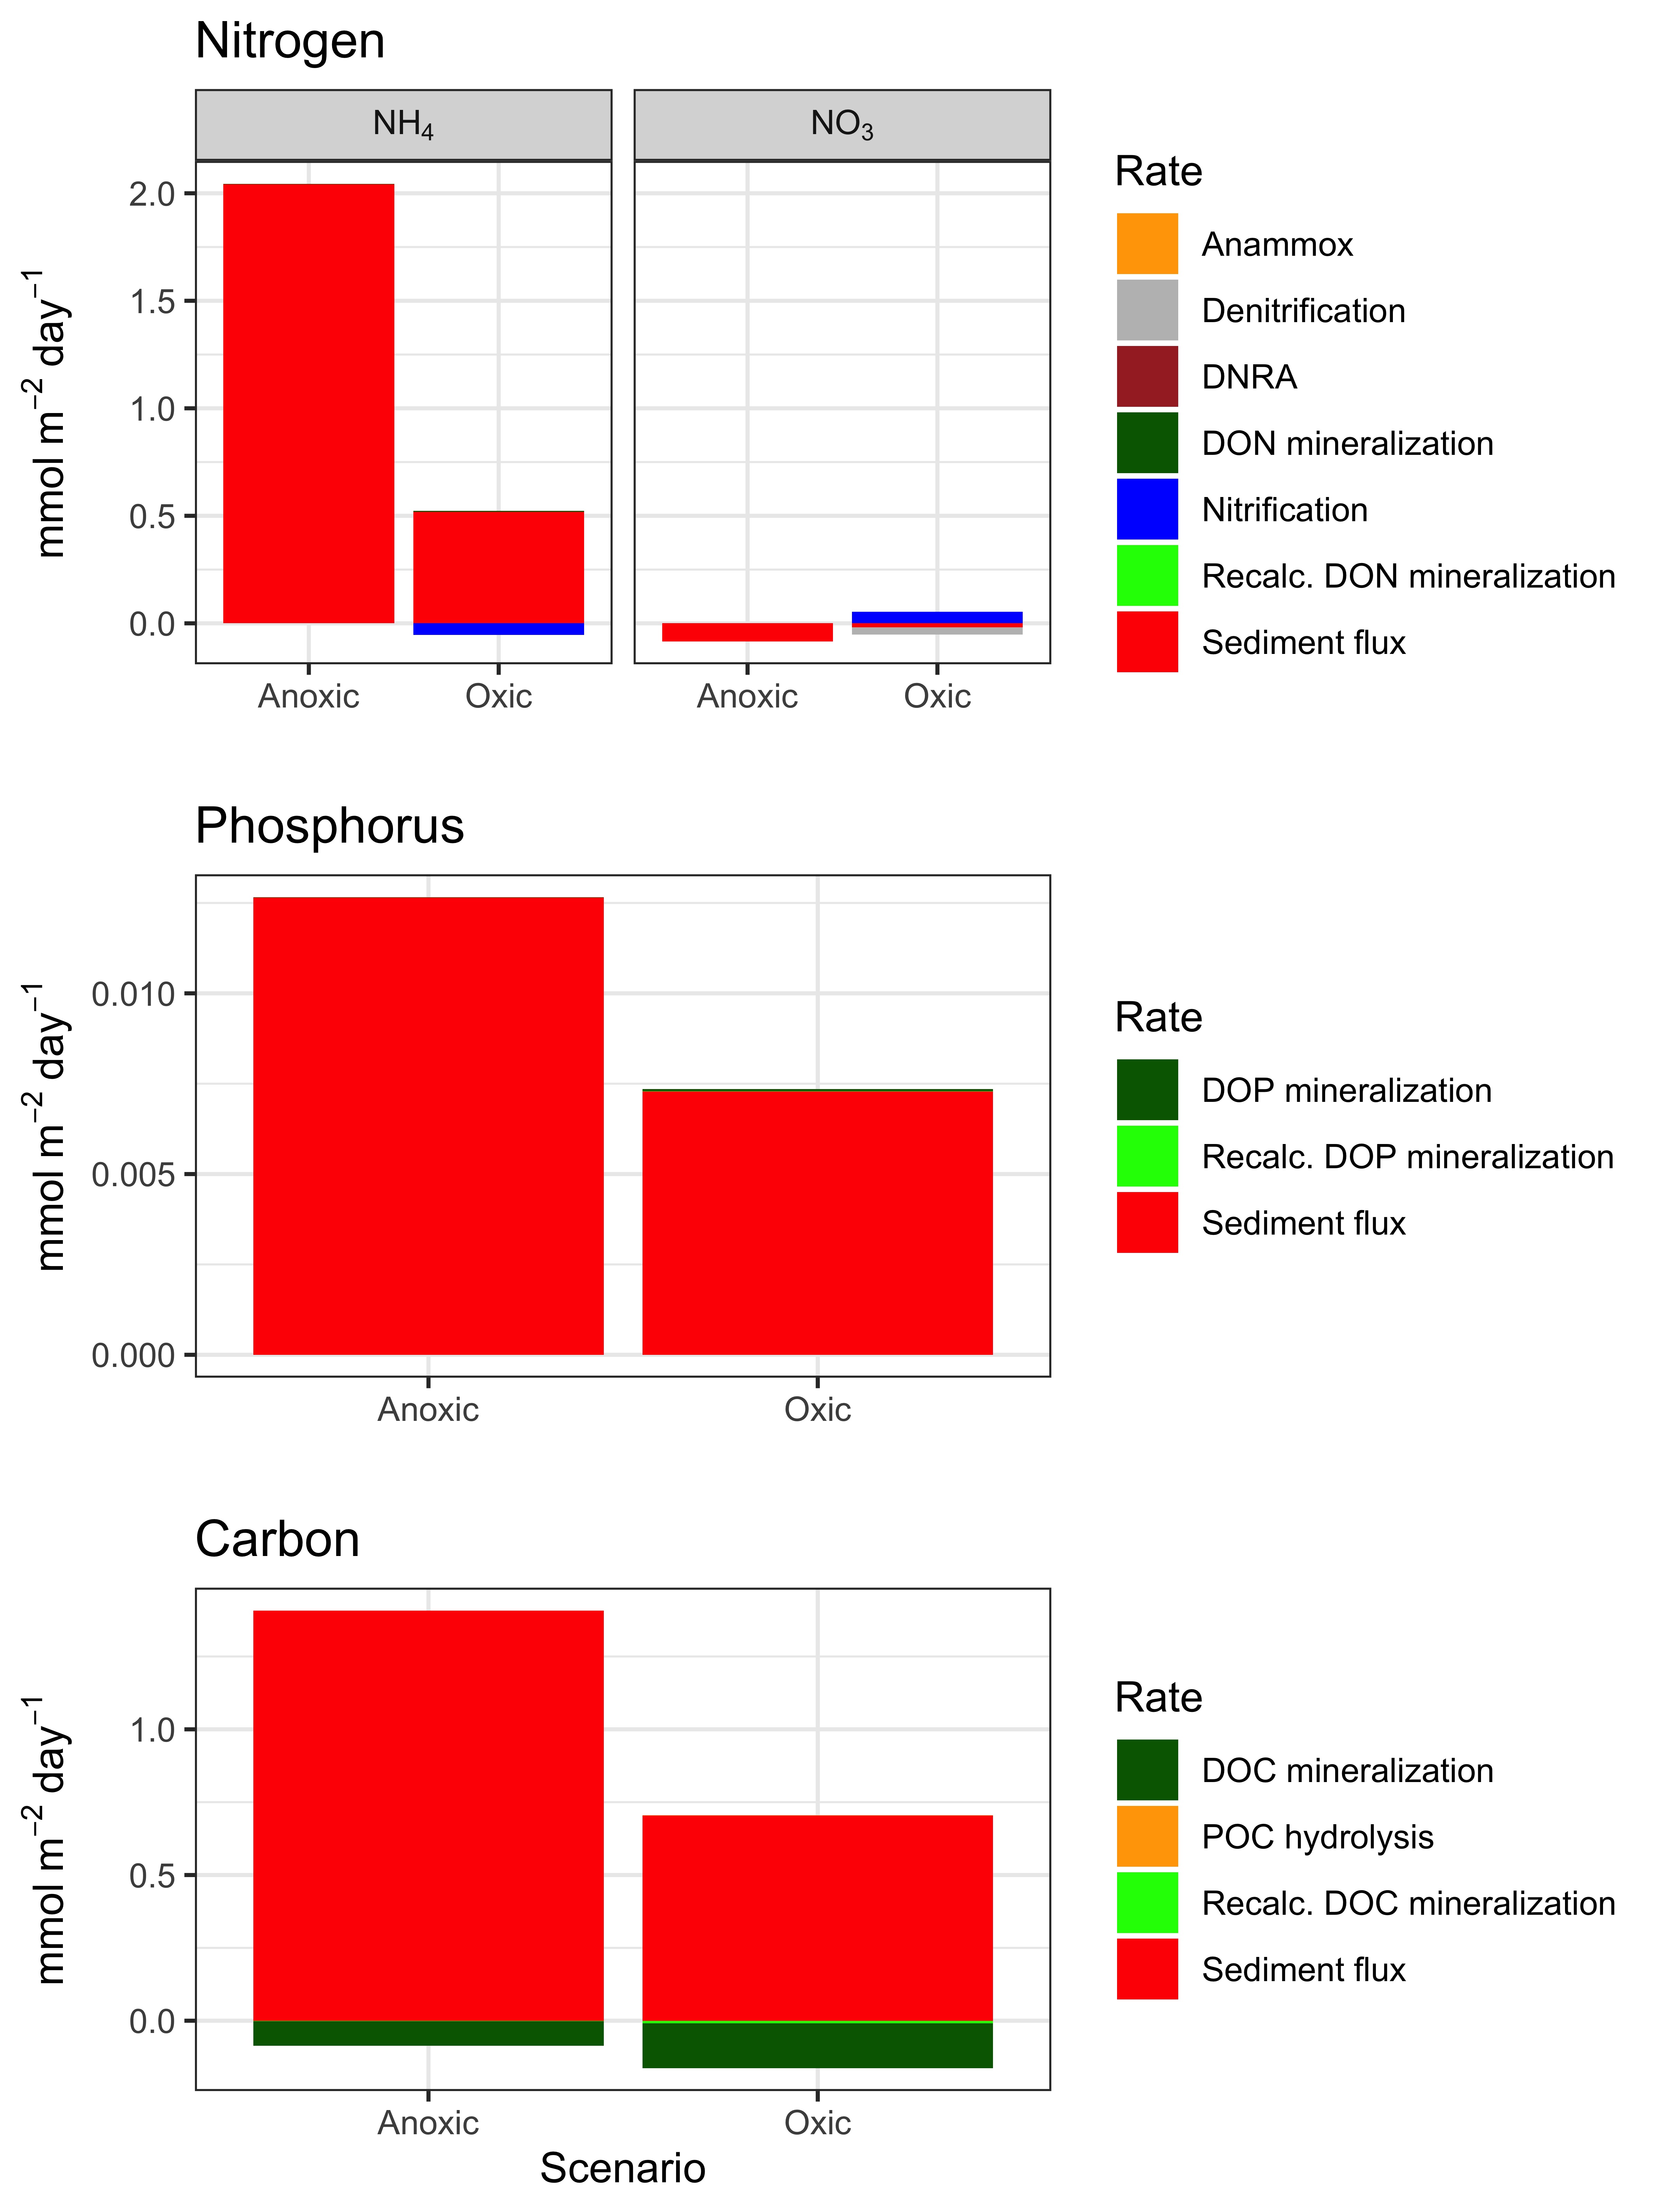 Nitrogen
NH₄ NO₃
mmol m⁻² day⁻¹
2.0
1.5
1.0
0.5
0.0
Anoxic Oxic Anoxic Oxic
Rate
Anammox
Denitrification
DNRA
DON mineralization
Nitrification
Recalc. DON mineralization
Sediment flux
Phosphorus
mmol m⁻² day⁻¹
0.010
0.005
0.000
Anoxic Oxic
Rate
DOP mineralization
Recalc. DOP mineralization
Sediment flux
Carbon
mmol m⁻² day⁻¹
1.0
0.5
0.0
Anoxic Oxic
Scenario
Rate
DOC mineralization
POC hydrolysis
Recalc. DOC mineralization
Sediment flux